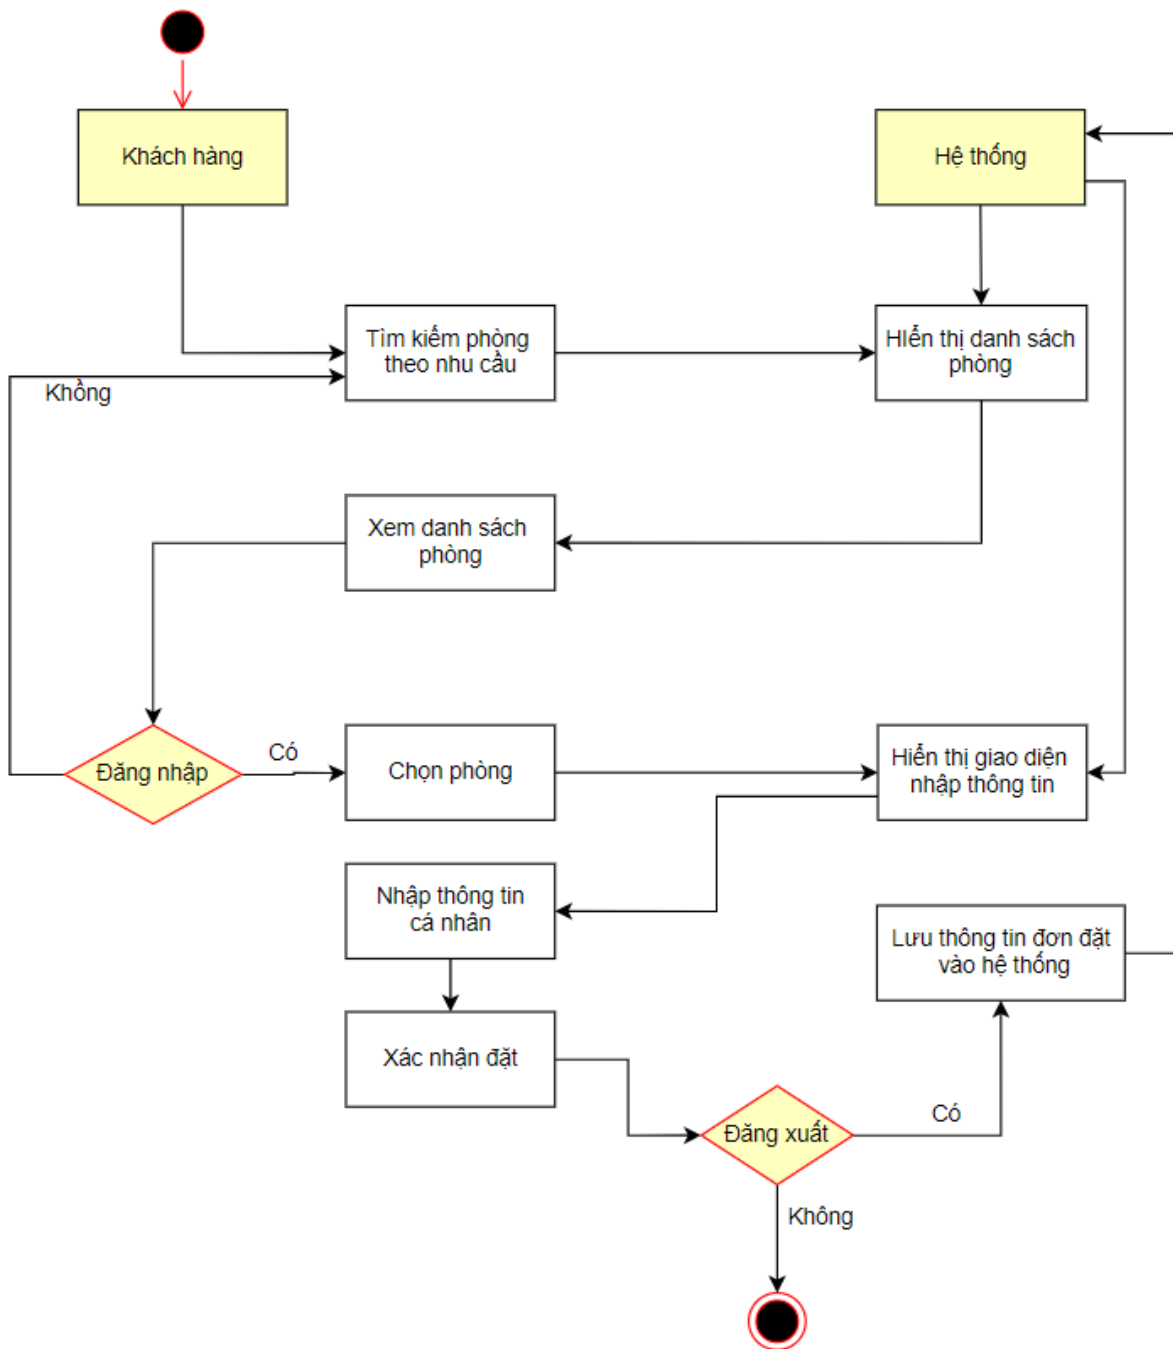 Khách hàng
Hệ thống
Tìm kiếm phòng
theo nhu cầu
HIển thị danh sách
phòng
Khồng
Xem danh sách
phòng
Đăng nhập
Có
Chọn phòng
Hiển thị giao diện
nhập thông tin
Nhập thông tin
cá nhân
Lưu thông tin đơn đặt
vào hệ thống
Xác nhận đặt
Đăng xuất
Có
Không